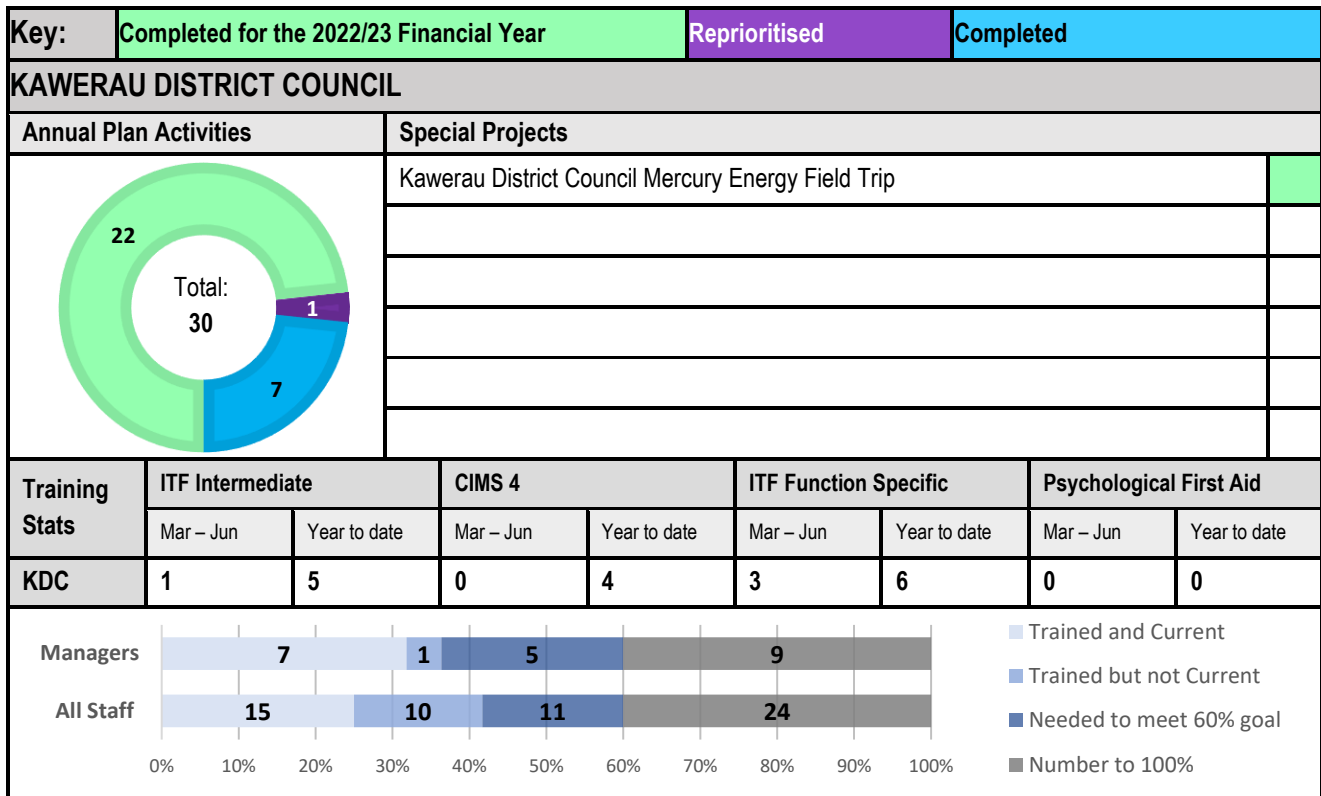 Key: Completed for the 2022/23 Financial Year Reprioritised Completed
KAWERAU DISTRICT COUNCIL
Annual Plan Activities Special Projects
Kawerau District Council Mercury Energy Field Trip
22
Total:
30
1
7
Training Stats ITF Intermediate CIMS 4 ITF Function Specific Psychological First Aid
Mar – Jun Year to date Mar – Jun Year to date Mar – Jun Year to date Mar – Jun Year to date
KDC 1 5 0 4 3 6 0 0
Managers 7 1 5 9
All Staff 15 10 11 24
0% 10% 20% 30% 40% 50% 60% 70% 80% 90% 100%
Trained and Current
Trained but not Current
Needed to meet 60% goal
Number to 100%